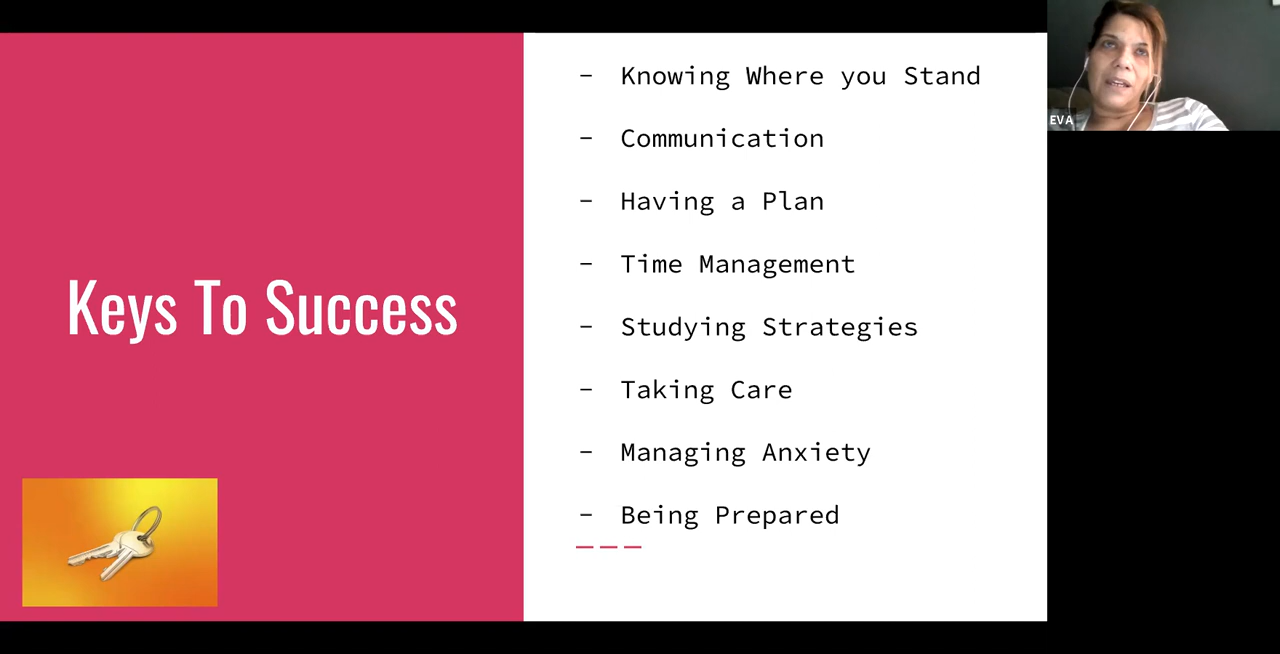 Keys To Success
- Knowing Where you Stand
- Communication
- Having a Plan
- Time Management
- Studying Strategies
- Taking Care
- Managing Anxiety
- Being Prepared
EVA